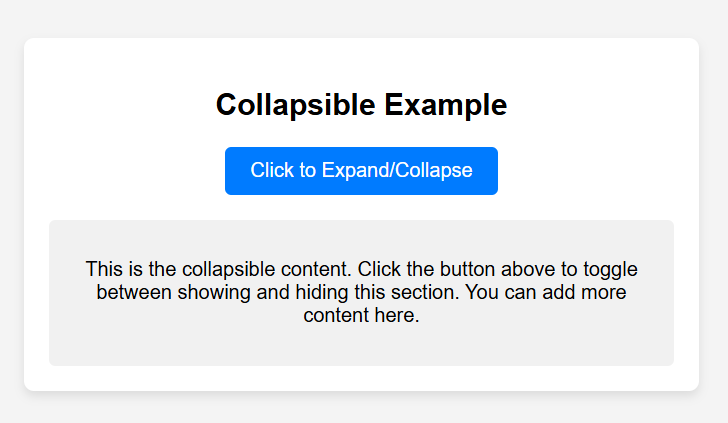 Collapsible Example
Click to Expand/Collapse
This is the collapsible content. Click the button above to toggle
between showing and hiding this section. You can add more
content here.